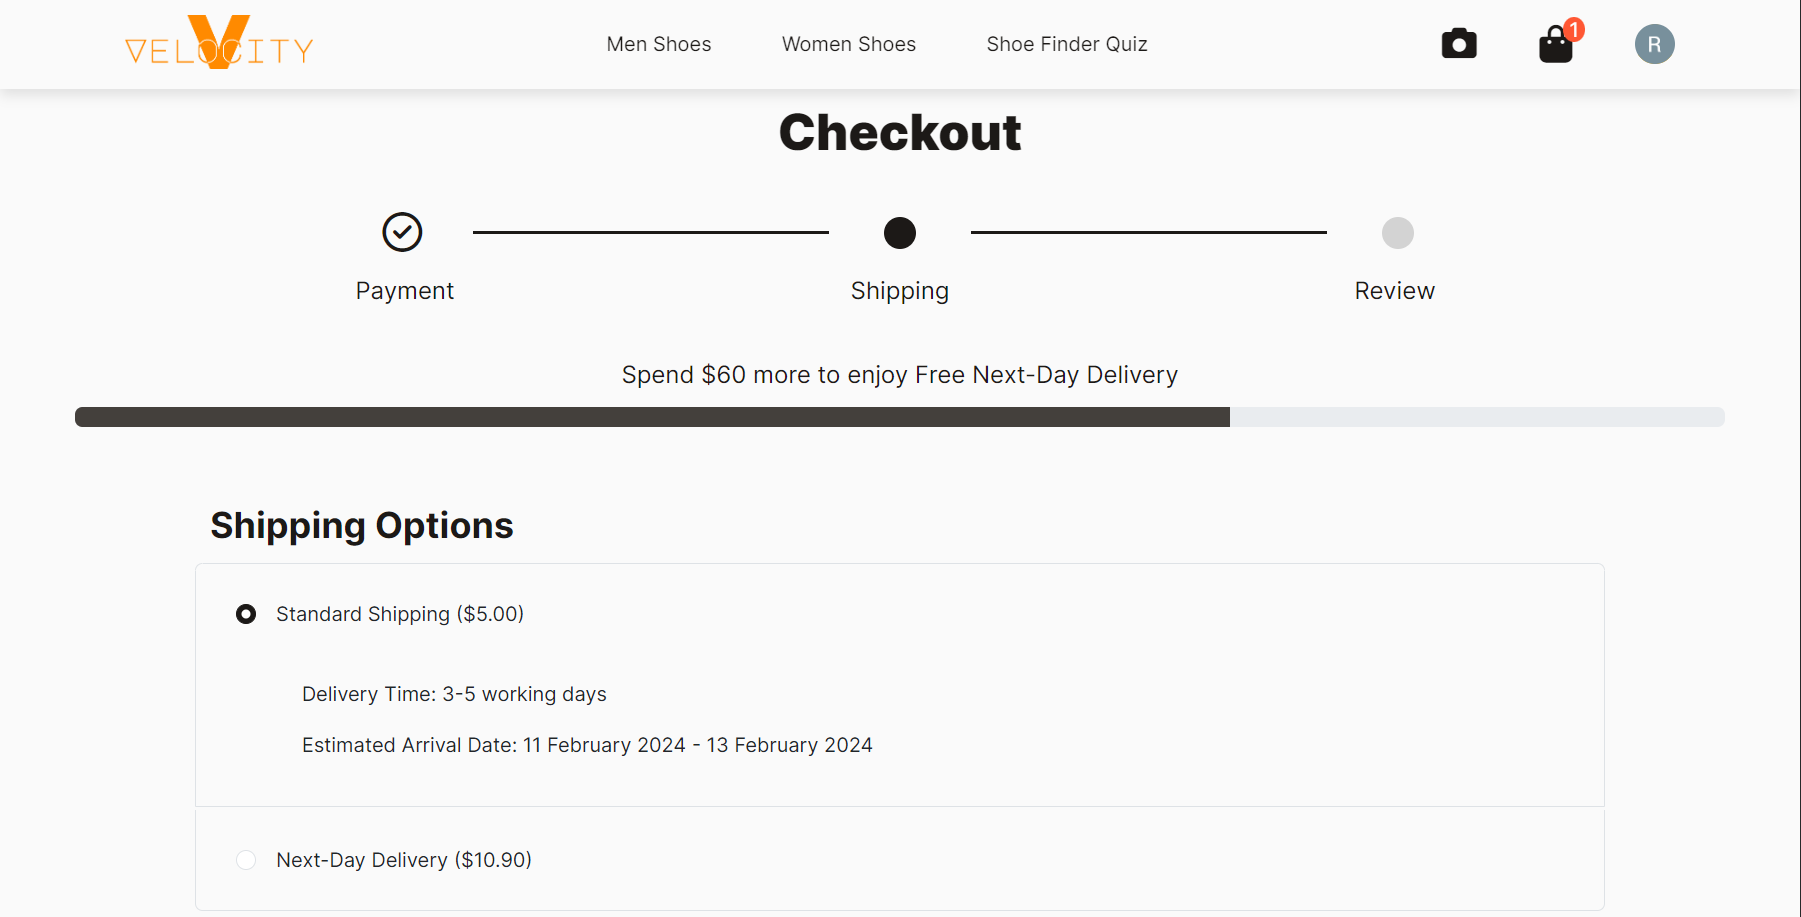 VELOCITY
Men Shoes
Women Shoes
Shoe Finder Quiz
1
R
Checkout
Payment
Shipping
Review
Spend $60 more to enjoy Free Next-Day Delivery
Shipping Options
Standard Shipping ($5.00)
Delivery Time: 3-5 working days
Estimated Arrival Date: 11 February 2024 - 13 February 2024
Next-Day Delivery ($10.90)